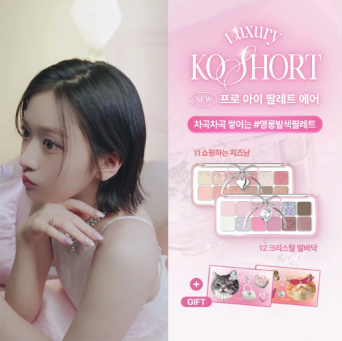 Luxury
KO SHORT
NEW 프로 아이 팔레트 에어
차곡차곡 쌓이는 #영롱빛색팔레트
11 쇼핑하는 치즈냥
12 크리스탈 발바닥
+
GIFT